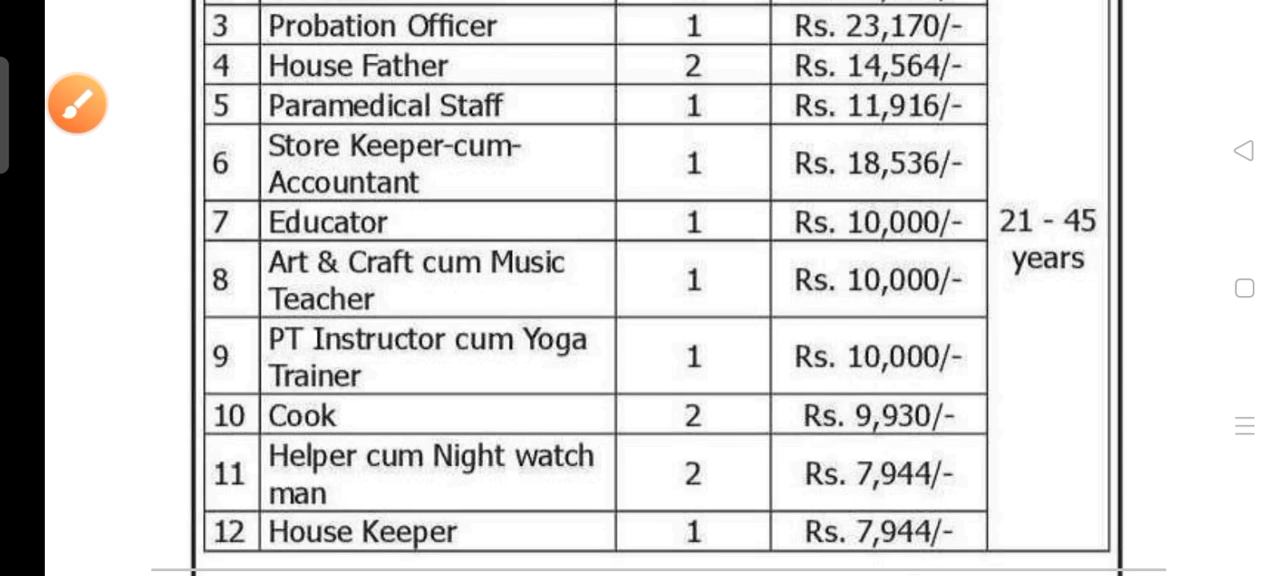 3 Probation Officer 1 Rs. 23,170/-
4 House Father 2 Rs. 14,564/-
5 Paramedical Staff 1 Rs. 11,916/-
6 Store Keeper-cum-
Accountant 1 Rs. 18,536/-
7 Educator 1 Rs. 10,000/- 21 - 45
years
8 Art & Craft cum Music
Teacher 1 Rs. 10,000/-
9 PT Instructor cum Yoga
Trainer 1 Rs. 10,000/-
10 Cook 2 Rs. 9,930/-
11 Helper cum Night watch
man 2 Rs. 7,944/-
12 House Keeper 1 Rs. 7,944/-